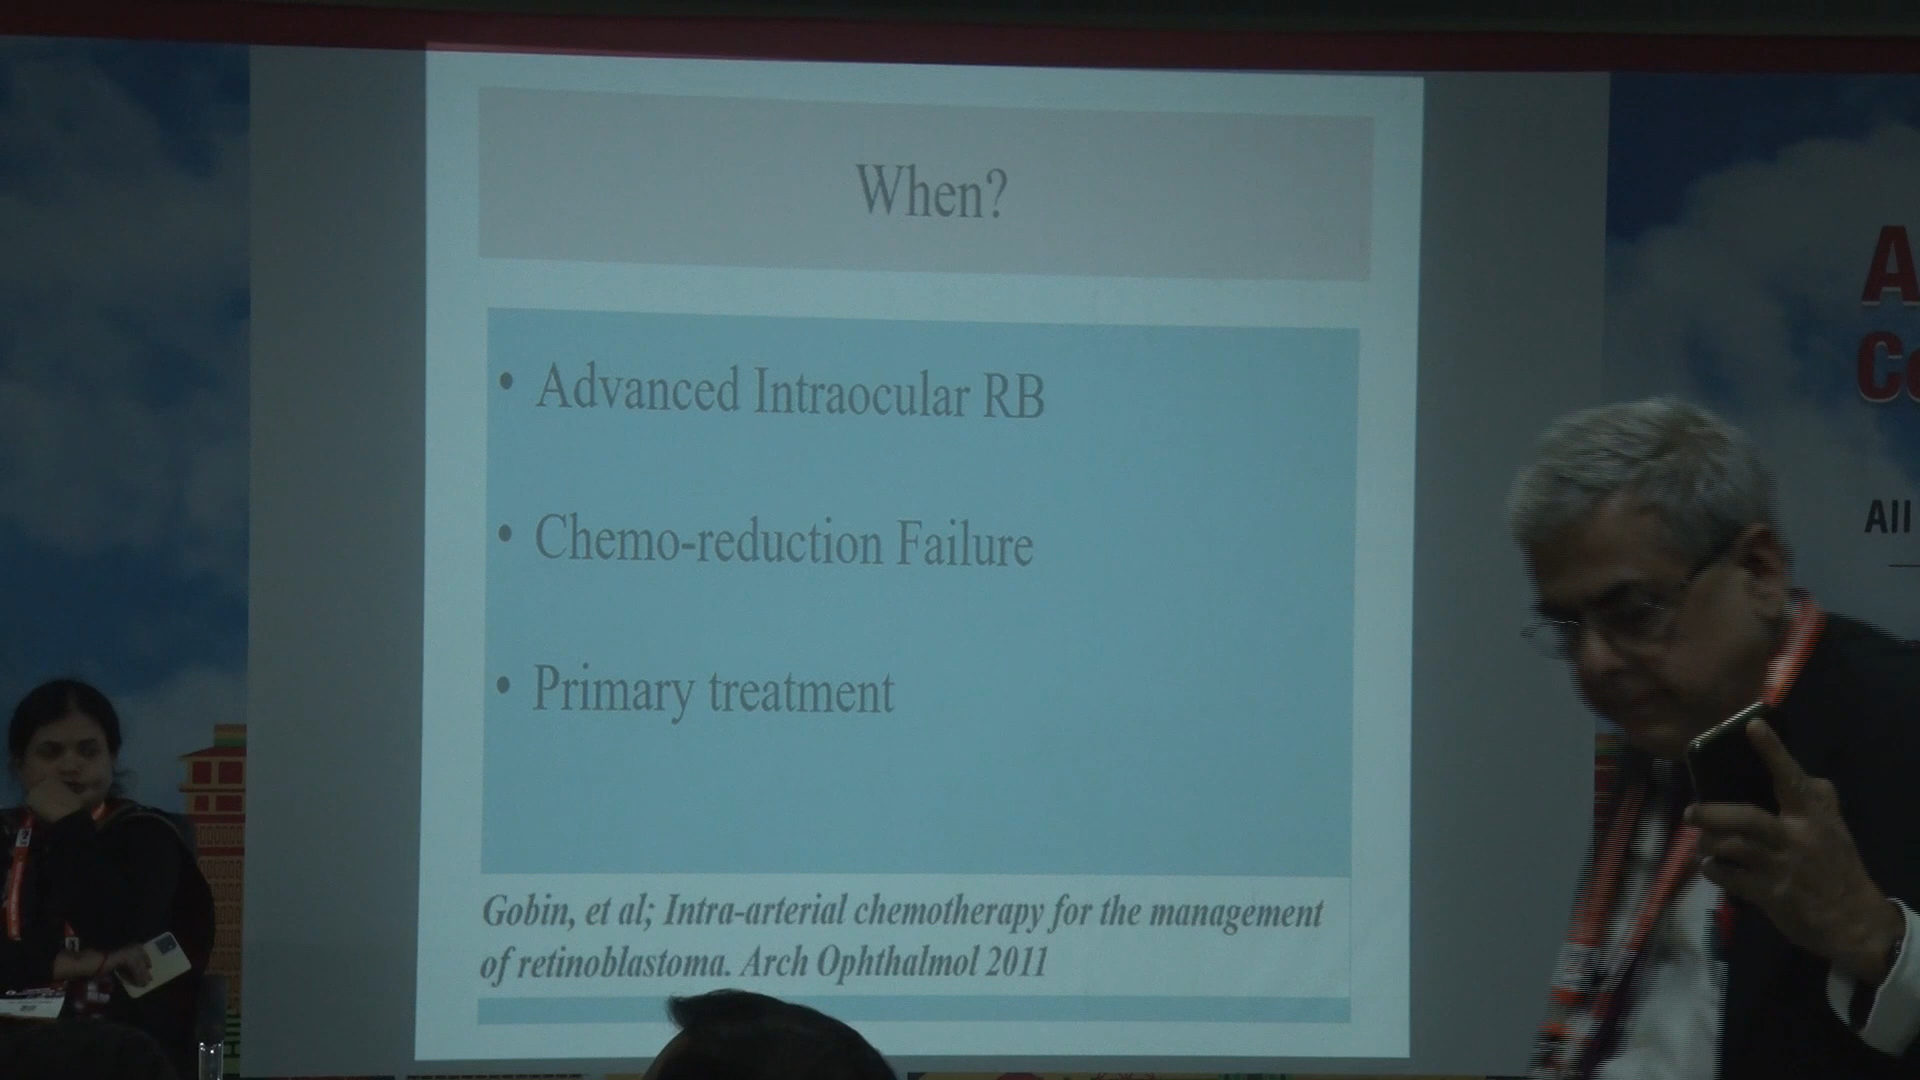 When?
• Advanced Intraocular RB
• Chemo-reduction Failure
• Primary treatment
Gobin, et al; Intra-arterial chemotherapy for the management
of retinoblastoma. Arch Ophthalmol 2011
All